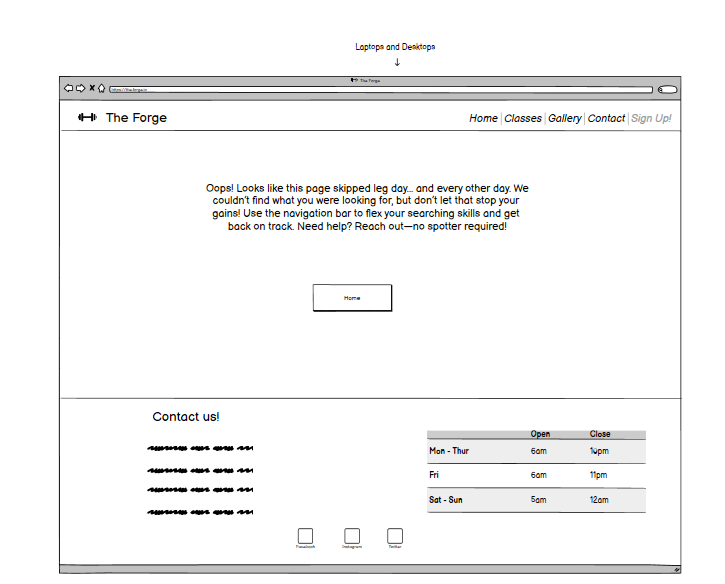 Laptops and Desktops
The Forge
https://the.forge.ie
The Forge
Home Classes Gallery Contact Sign Up!
Oops! Looks like this page skipped leg day... and every other day. We
couldn't find what you were looking for, but don't let that stop your
gains! Use the navigation bar to flex your searching skills and get
back on track. Need help? Reach out—no spotter required!
Home
Contact us!
Open Close
Mon - Thur 6am 10pm
Fri 6am 11pm
Sat - Sun 5am 12am
Facebook Instagram Twitter